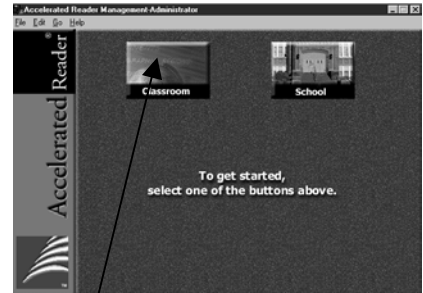 Accelerated Reader Management-Administrator
File Edit Go Help
Accelerated Reader®
Classroom
School
To get started,
select one of the buttons above.
™